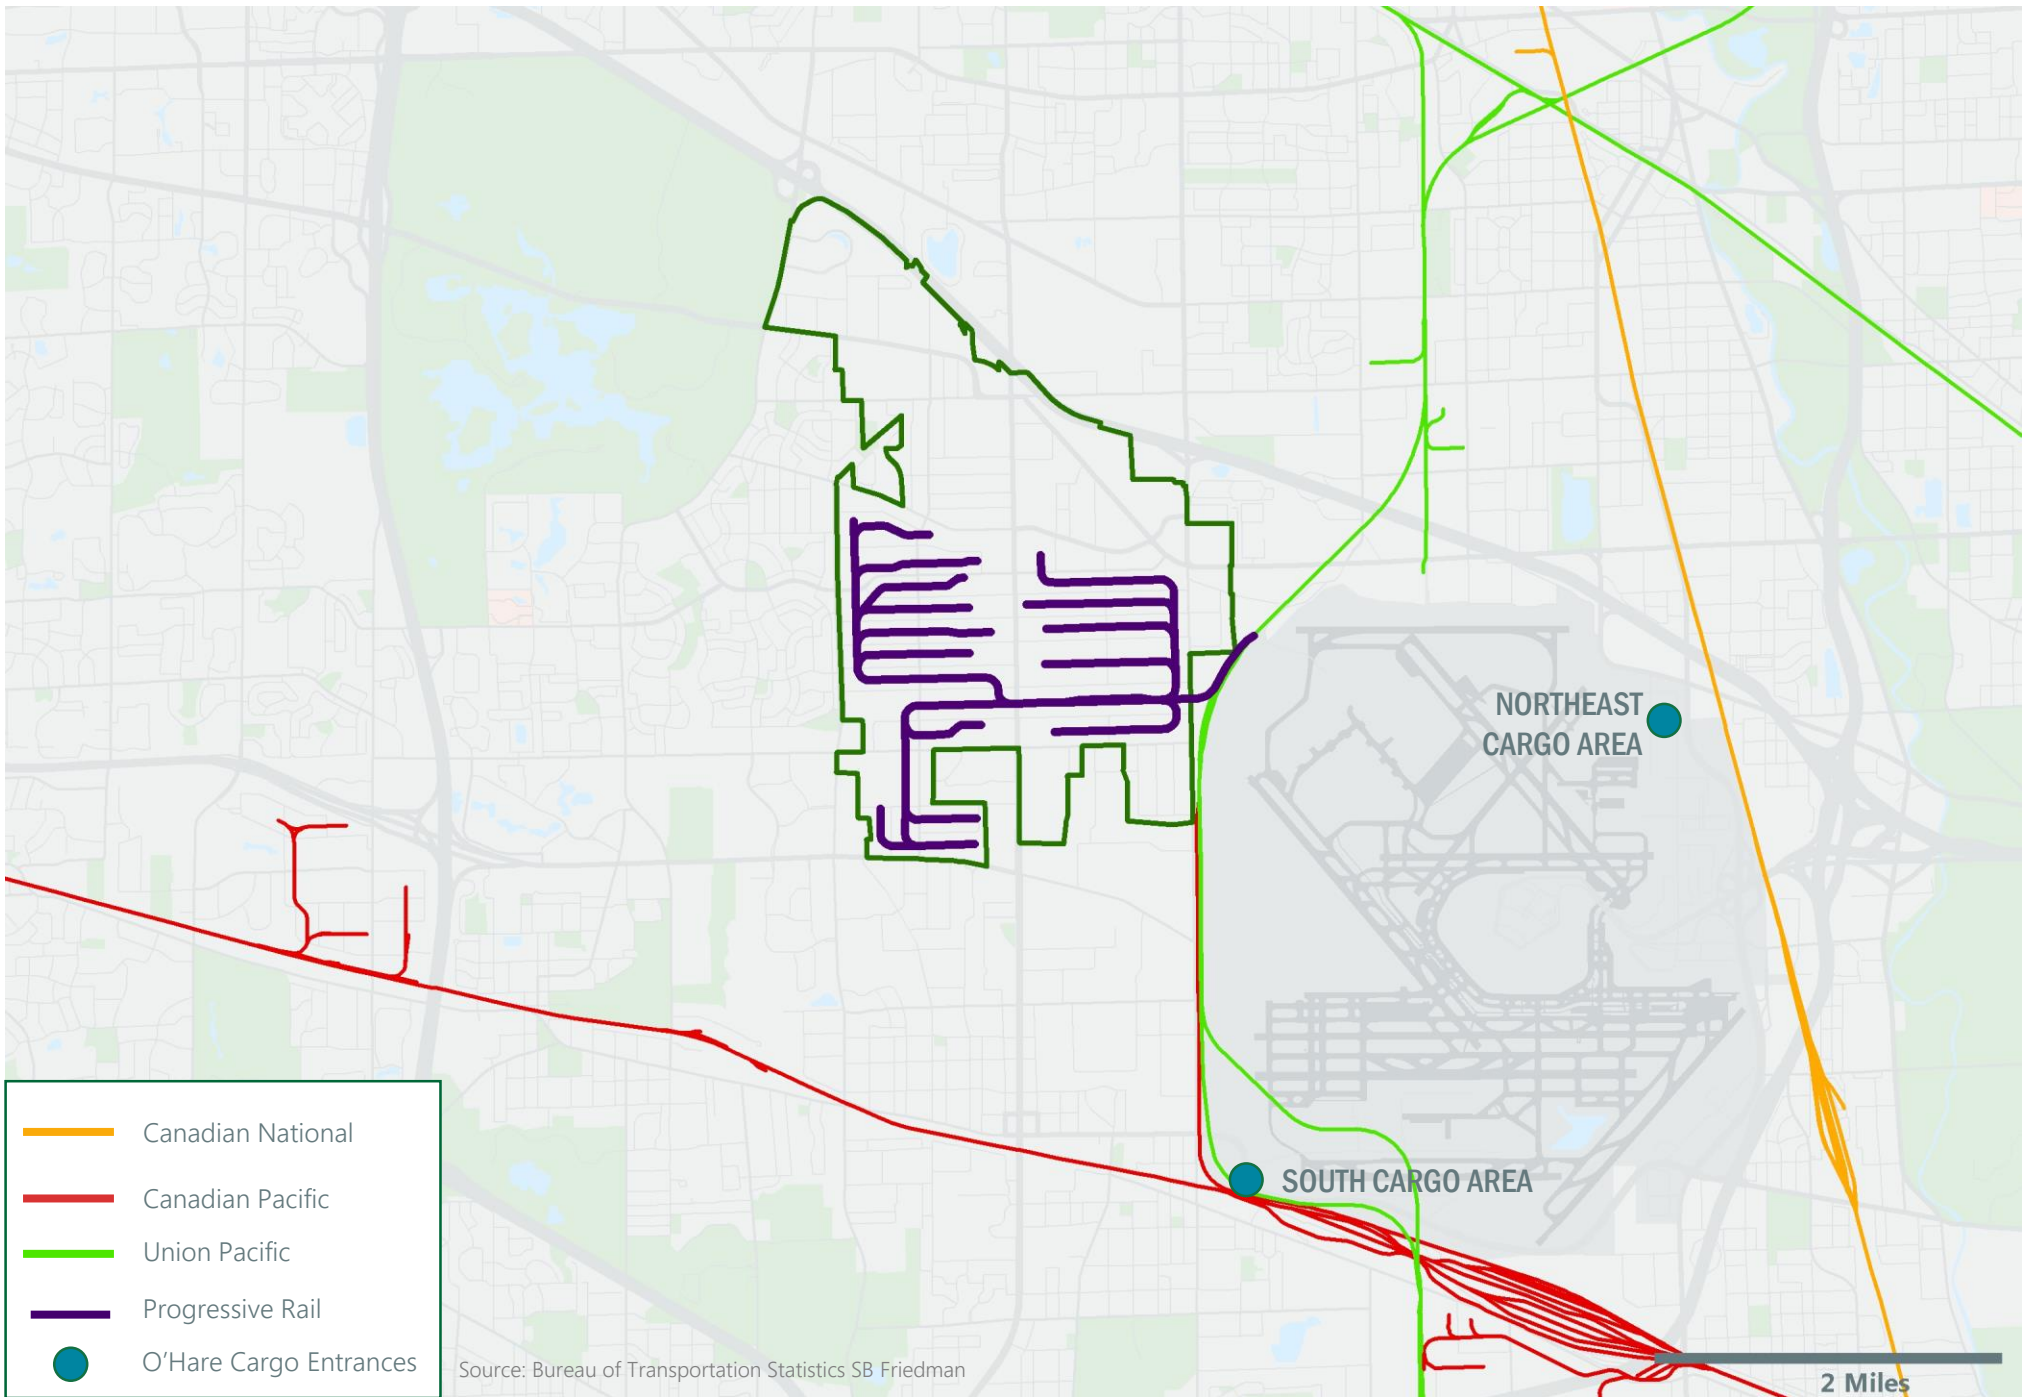 NORTHEAST
CARGO AREA
SOUTH CARGO AREA
Canadian National
Canadian Pacific
Union Pacific
Progressive Rail
O'Hare Cargo Entrances
Source: Bureau of Transportation Statistics SB Friedman
2 Miles